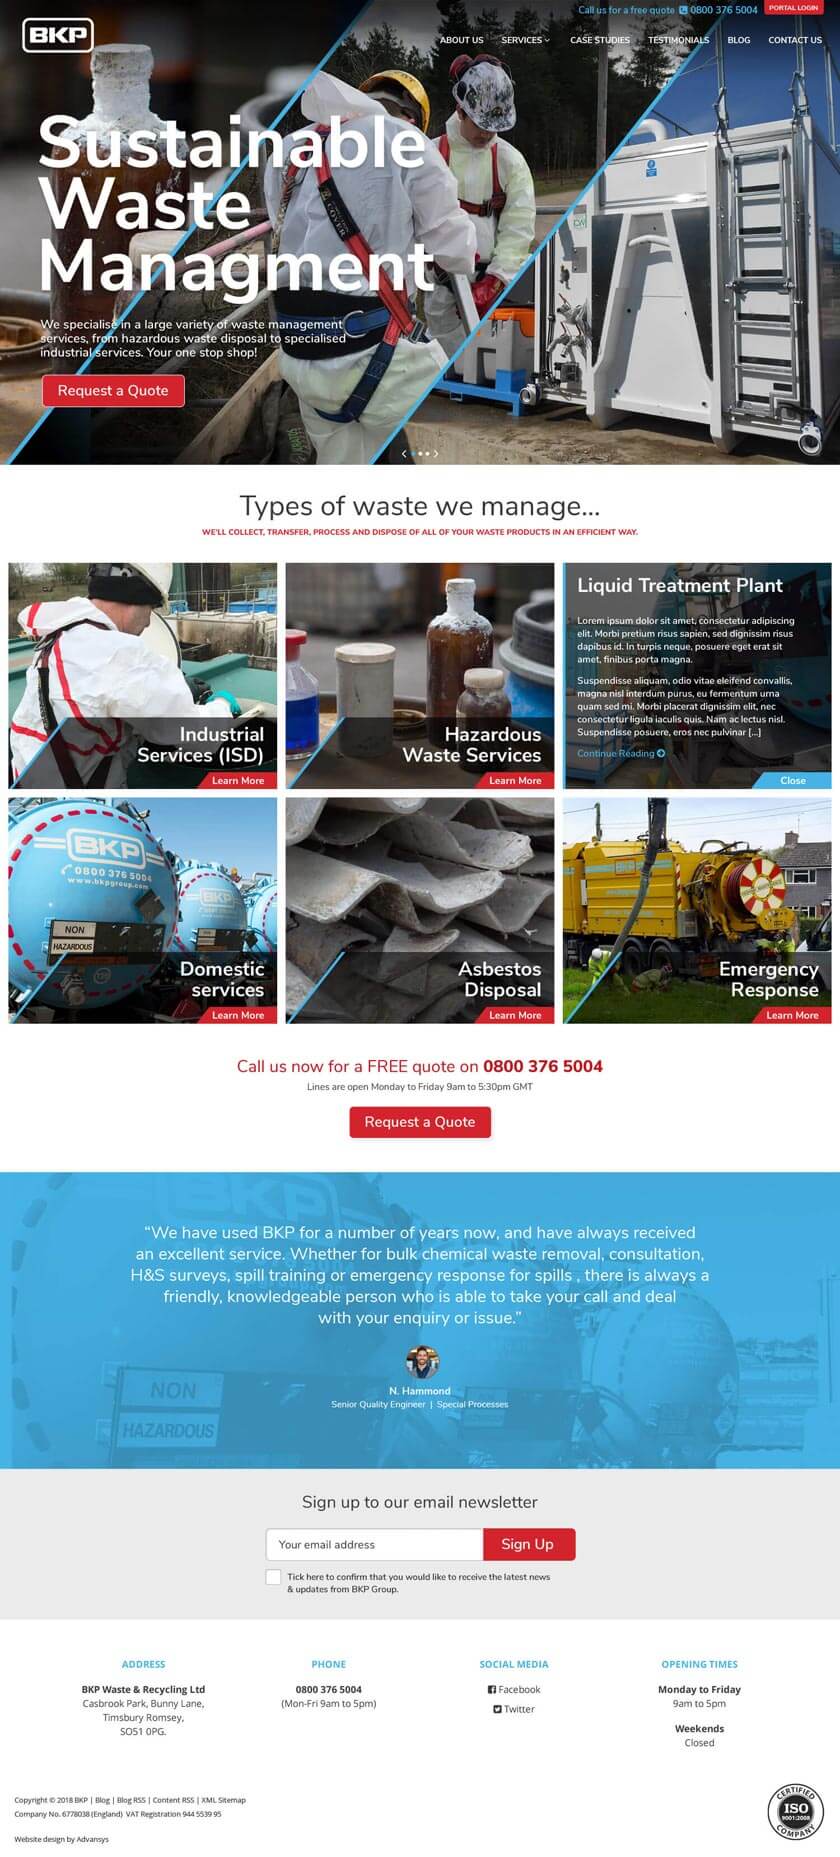 Call us for a free quote 0800 376 5004
PORTAL LOGIN
BKP
ABOUT US SERVICES CASE STUDIES TESTIMONIALS BLOG CONTACT US
Sustainable
Waste
Managment
We specialise in a large variety of waste management
services, from hazardous waste disposal to specialised
industrial services. Your one stop shop!
Request a Quote
Types of waste we manage...
WE'LL COLLECT, TRANSFER, PROCESS AND DISPOSE OF ALL OF YOUR WASTE PRODUCTS IN AN EFFICIENT WAY.
Industrial
Services (ISD)
Learn More
Hazardous
Waste Services
Learn More
Liquid Treatment Plant
Lorem ipsum dolor sit amet, consectetur adipiscing
elit. Morbi pretium risus sapien, sed dignissim risus
dapibus id. In turpis neque, posuere eget erat sit
amet, finibus porta magna.
Suspendisse aliquam, odio vitae eleifend convallis,
magna nisl interdum purus, eu fermentum urna
quam sed mi. Morbi placerat dignissim elit, nec
consectetur ligula iaculis quis. Nam ac lectus nisl.
Suspendisse posuere, eros nec pulvinar [...]
Continue Reading
Close
BKP
0800 376 5004
www.bkpgroup.com
BKP
NON
HAZARDOUS
Domestic
services
Learn More
Asbestos
Disposal
Learn More
Emergency
Response
Learn More
Call us now for a FREE quote on 0800 376 5004
Lines are open Monday to Friday 9am to 5:30pm GMT
Request a Quote
“We have used BKP for a number of years now, and have always received
an excellent service. Whether for bulk chemical waste removal, consultation,
H&S surveys, spill training or emergency response for spills , there is always a
friendly, knowledgeable person who is able to take your call and deal
with your enquiry or issue.”
NON
HAZARDOUS
N. Hammond
Senior Quality Engineer | Special Processes
Sign up to our email newsletter
Your email address
Sign Up
Tick here to confirm that you would like to receive the latest news
& updates from BKP Group.
ADDRESS
BKP Waste & Recycling Ltd
Casbrook Park, Bunny Lane,
Timsbury Romsey,
SO51 0PG.
PHONE
0800 376 5004
(Mon-Fri 9am to 5pm)
SOCIAL MEDIA
Facebook
Twitter
OPENING TIMES
Monday to Friday
9am to 5pm
Weekends
Closed
Copyright © 2018 BKP | Blog | Blog RSS | Content RSS | XML Sitemap
Company No. 6778038 (England) VAT Registration 944 5539 95
Website design by Advansys
CERTIFIED
ISO
9001:2008
COMPANY